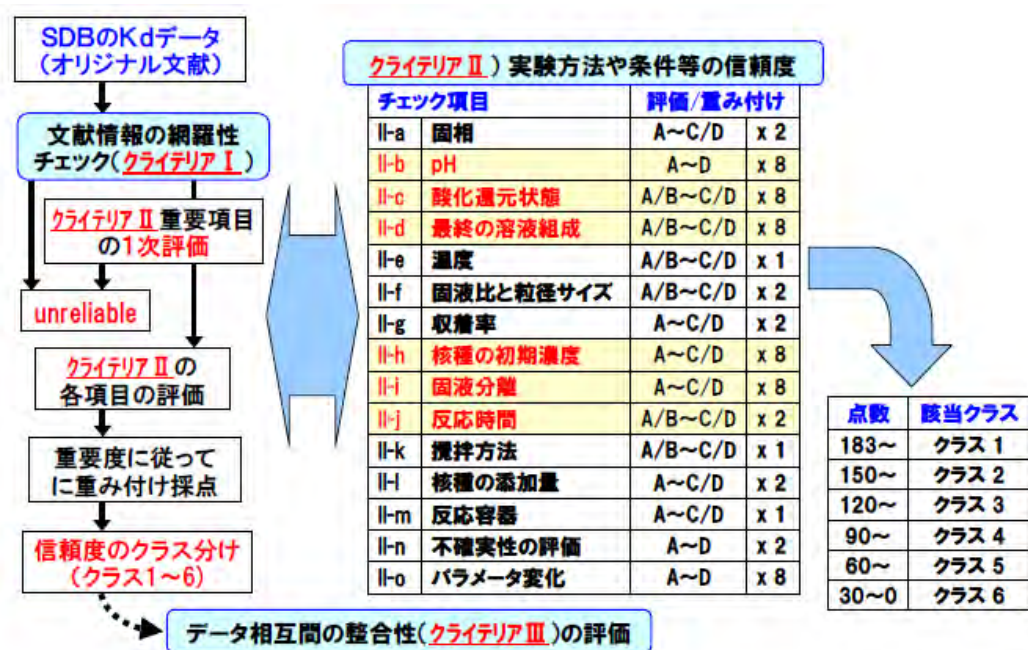 SDBのKdデータ
(オリジナル文献)
文献情報の網羅性
チェック(クライテリアⅠ)
クライテリアⅡ重要項目
の1次評価
unreliable
クライテリアⅡの
各項目の評価
重要度に従って
に重み付け採点
信頼度のクラス分け
(クラス1～6)
データ相互間の整合性(クライテリアⅢ)の評価
クライテリアⅡ)実験方法や条件等の信頼度
チェック項目 評価/重み付け
II-a 固相 A～C/D x 2
II-b pH A～D x 8
II-c 酸化還元状態 A/B～C/D x 8
II-d 最終の溶液組成 A/B～C/D x 8
II-e 温度 A/B～C/D x 1
II-f 固液比と粒径サイズ A/B～C/D x 2
II-g 収着率 A～C/D x 2
II-h 核種の初期濃度 A～C/D x 8
II-i 固液分離 A～C/D x 8
II-j 反応時間 A/B～C/D x 2
II-k 攪拌方法 A/B～C/D x 1
II-l 核種の添加量 A～C/D x 2
II-m 反応容器 A～C/D x 1
II-n 不確実性の評価 A～D x 2
II-o パラメータ変化 A～D x 8
点数 該当クラス
183～ クラス 1
150～ クラス 2
120～ クラス 3
90～ クラス 4
60～ クラス 5
30～0 クラス 6